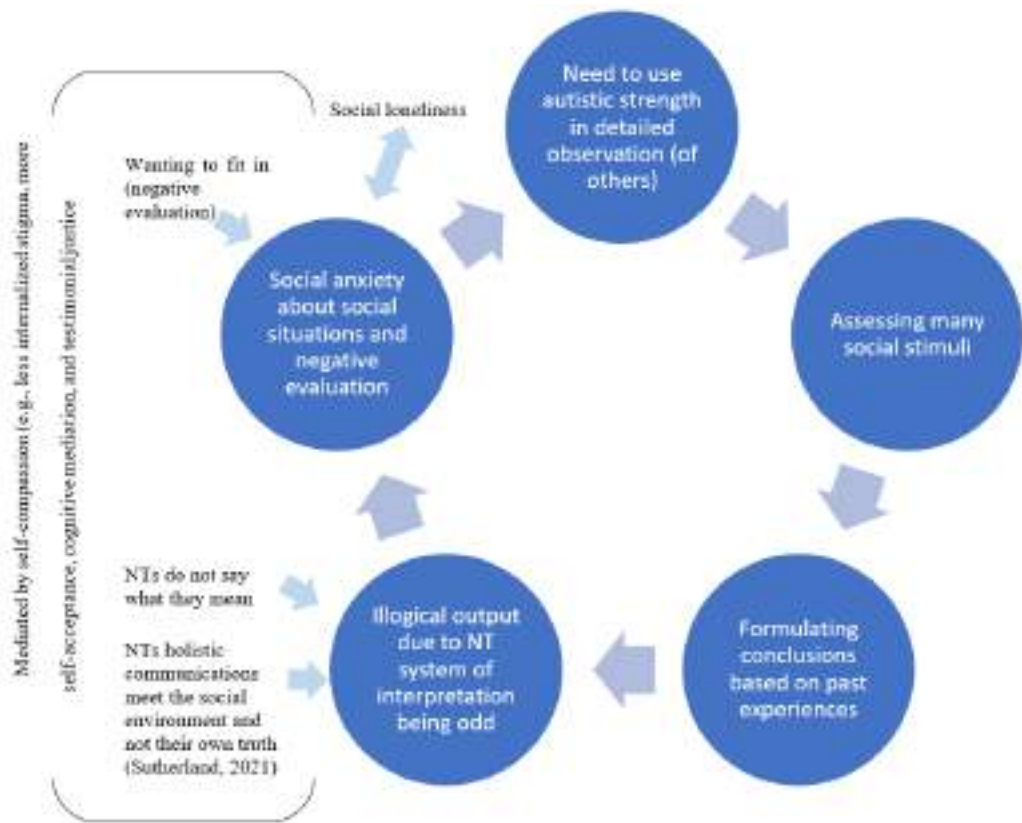 Mediated by self-compassion (e.g., less internalized stigma, more
self-acceptance, cognitive mediation, and testimonial justice
Social loneliness
Wanting to fit in
(negative
evaluation)
NTs do not say
what they mean
NTs holistic
communications
meet the social
environment and
not their own truth
(Sutherland, 2021)
Need to use
autistic strength
in detailed
observation (of
others)
Assessing many
social stimuli
Formulating
conclusions
based on past
experiences
Illogical output
due to NT
system of
interpretation
being odd
Social anxiety
about social
situations and
negative
evaluation